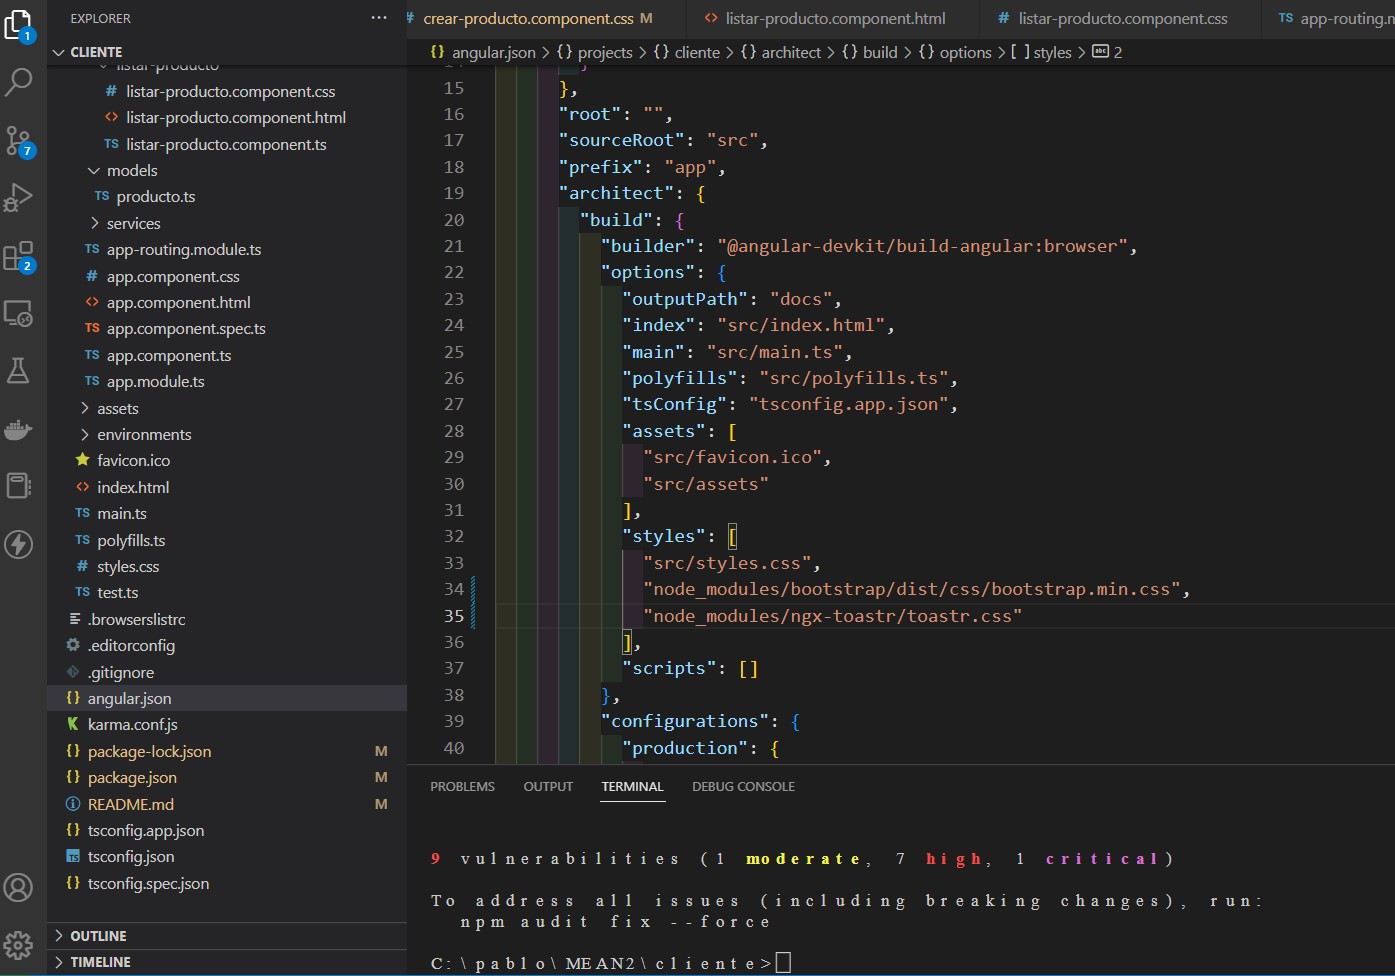 EXPLORER
CLIENTE
listar-producto
listar-producto.component.css
listar-producto.component.html
listar-producto.component.ts
models
producto.ts
services
app-routing.module.ts
app.component.css
app.component.html
app.component.spec.ts
app.component.ts
app.module.ts
assets
environments
favicon.ico
index.html
main.ts
polyfills.ts
styles.css
test.ts
.browserslistrc
.editorconfig
.gitignore
angular.json
karma.conf.js
package-lock.json M
package.json M
README.md M
tsconfig.app.json
tsconfig.json
tsconfig.spec.json
OUTLINE
TIMELINE
1
7
2
crear-producto.component.css M
listar-producto.component.html
listar-producto.component.css
TS app-routing.m
{} angular.json > {} projects > {} cliente > {} architect > {} build > {} options > [ ] styles > abc 2
15 },
16 "root": "",
17 "sourceRoot": "src",
18 "prefix": "app",
19 "architect": {
20 "build": {
21 "builder": "@angular-devkit/build-angular:browser",
22 "options": {
23 "outputPath": "docs",
24 "index": "src/index.html",
25 "main": "src/main.ts",
26 "polyfills": "src/polyfills.ts",
27 "tsConfig": "tsconfig.app.json",
28 "assets": [
29 "src/favicon.ico",
30 "src/assets"
31 ],
32 "styles": [
33 "src/styles.css",
34 "node_modules/bootstrap/dist/css/bootstrap.min.css",
35 "node_modules/ngx-toastr/toastr.css"
36 ],
37 "scripts": []
38 },
39 "configurations": {
40 "production": {
PROBLEMS OUTPUT TERMINAL DEBUG CONSOLE
9 vulnerabilities (1 moderate, 7 high, 1 critical)
To address all issues (including breaking changes), run:
npm audit fix --force
C:\pablo\MEAN2\cliente>